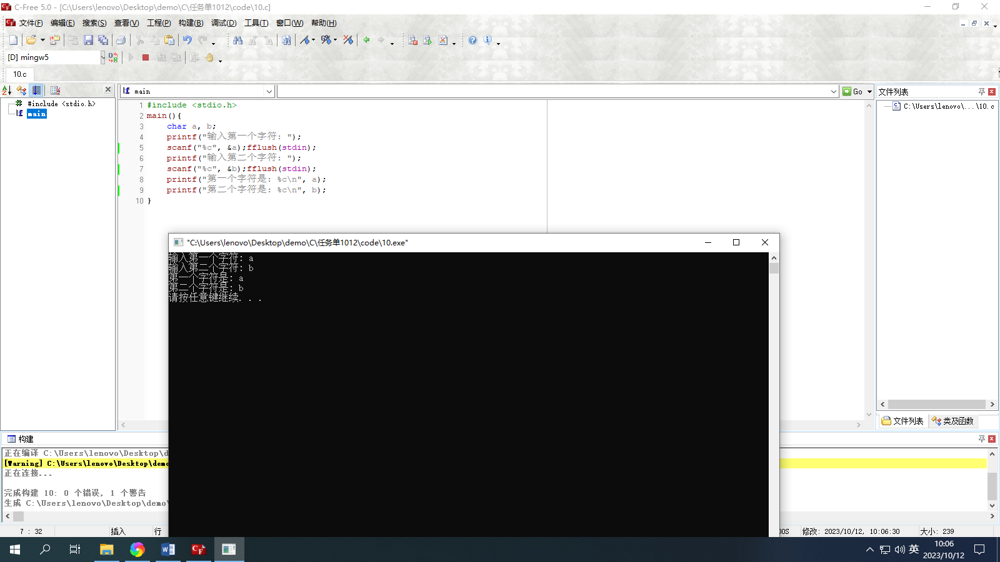 C-Free 5.0 - [C:\Users\lenovo\Desktop\demo\C\任务单1012\code\10.c]
文件(F) 编辑(E) 搜索(S) 查看(V) 工程(P) 构建(B) 调试(D) 工具(T) 窗口(W) 帮助(H)
[D] mingw5
10.c
main
Go
文件列表
#include <stdio.h>
main
C:\Users\lenovo\...\10.c
1 #include <stdio.h>
2 main(){
3 char a, b;
4 printf("输入第一个字符: ");
5 scanf("%c", &a);fflush(stdin);
6 printf("输入第二个字符: ");
7 scanf("%c", &b);fflush(stdin);
8 printf("第一个字符是: %c\n", a);
9 printf("第二个字符是: %c\n", b);
10 }
"C:\Users\lenovo\Desktop\demo\C\任务单1012\code\10.exe"
输入第一个字符: a
输入第二个字符: b
第一个字符是: a
第二个字符是: b
请按任意键继续. . .
文件列表 类及函数
构建
正在编译 C:\Users\lenovo\Desktop\d
[Warning] C:\Users\lenovo\Desktop\demo
正在连接...
完成构建 10: 0 个错误, 1 个警告
生成 C:\Users\lenovo\Desktop\demo\
7 : 32 插入 行 OS 修改: 2023/10/12, 10:06:30 大小: 239
英 10:06
2023/10/12